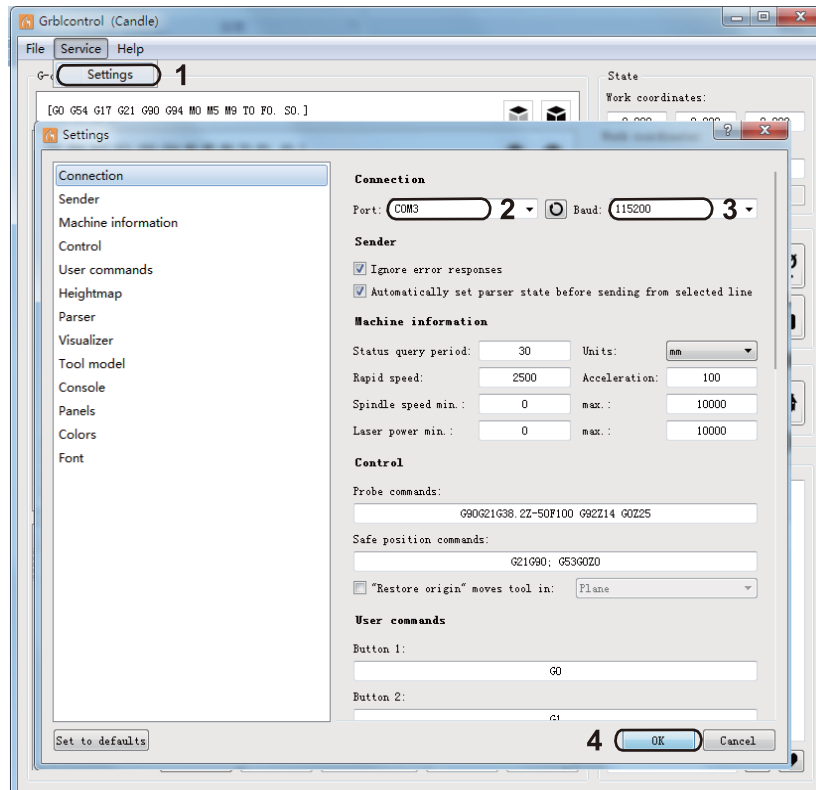 Grblcontrol (Candle)
File Service Help
Settings 1
State
Work coordinates:
[G0 G54 G17 G21 G90 G94 M0 M5 M9 T0 F0. S0.]
Settings
Connection
Sender
Machine information
Control
User commands
Heightmap
Parser
Visualizer
Tool model
Console
Panels
Colors
Font
Connection
Port: COM3 2 Baud: 115200 3
Sender
Ignore error responses
Automatically set parser state before sending from selected line
Machine information
Status query period: 30 Units: mm
Rapid speed: 2500 Acceleration: 100
Spindle speed min.: 0 max.: 10000
Laser power min.: 0 max.: 10000
Control
Probe commands:
G90G21G38.2Z-50F100 G92Z14 G0Z25
Safe position commands:
G21G90; G53G0Z0
"Restore origin" moves tool in: Plane
User commands
Button 1:
G0
Button 2:
G1
Set to defaults
4 OK Cancel